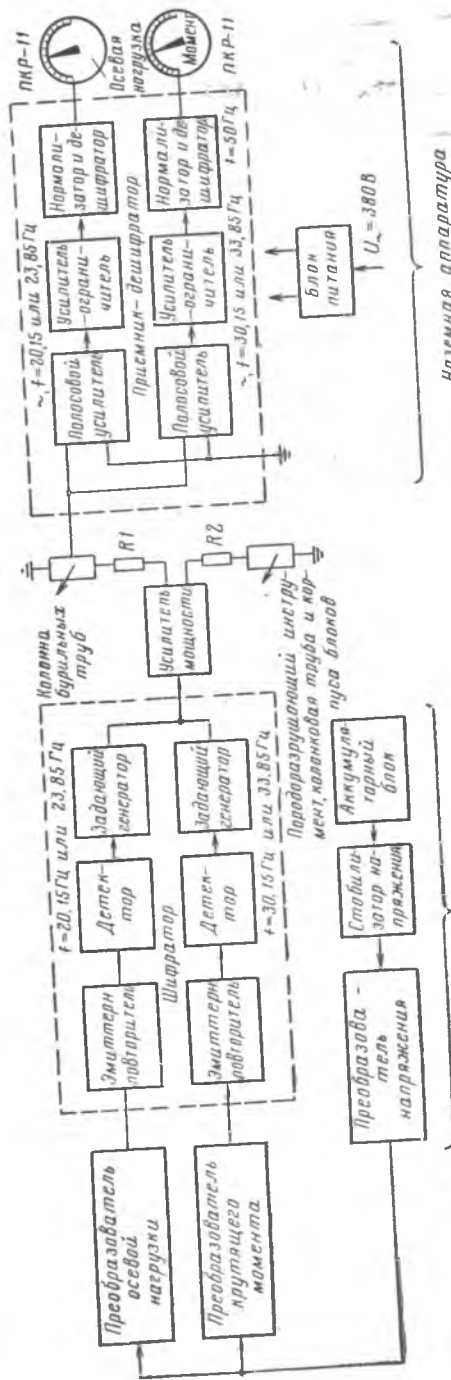 Преобразователь
осевой
нагрузки
Преобразователь
крутящего
момента
Эмиттерн
повторитель
Эмиттерн
повторитель
Шифратор
Детек-
тор
Детек-
тор
f=20,15Гц или 23,85Гц
Задающий
генератор
Задающий
генератор
f=30,15Гц или 33,85Гц
Усилитель
мощности
Колонна
бурильных
труб
R1
R2
Породоразрушающий инстру-
мент, колонковая труба и кор-
пуса блоков
Преобразова-
тель
напряжения
Стабили-
затор на-
пряжения
Аккумуля-
торный
блок
~, f=20,15 или 23,85Гц
Полосовой
усилитель
Усилитель
-ограни-
читель
Нормали-
затор и де-
шифратор
Приемник-дешифратор
Полосовой
усилитель
Усилитель
-ограни-
читель
Нормали-
затор и де-
шифратор
~, f=30,15 или 33,85Гц
f=50Гц
ПКР-11
Осевая
нагрузка
Момент
ПКР-11
Блок
питания
U~=380В
Наземная аппаратура